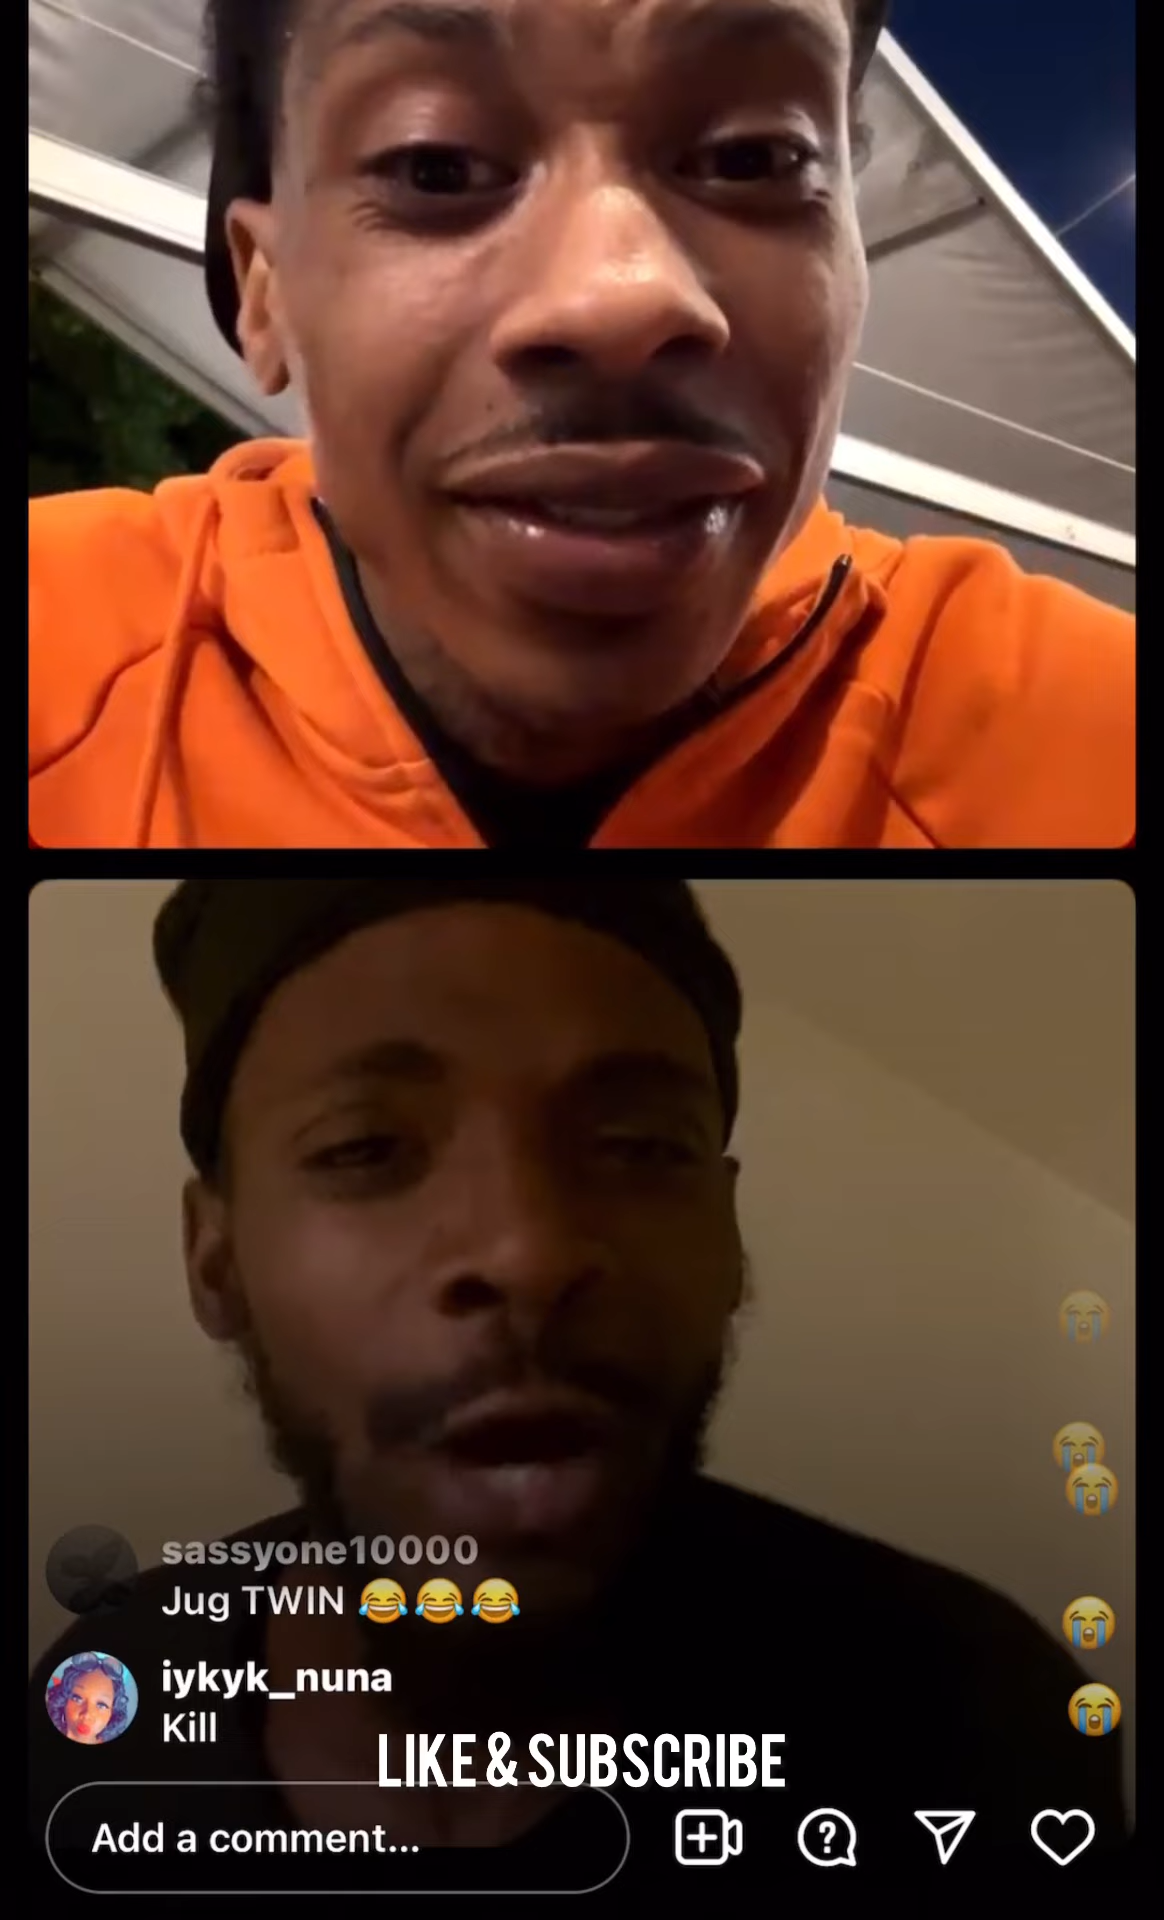 sassyone10000
Jug TWIN 😂😂😂
iykyk_nuna
Kill
LIKE & SUBSCRIBE
Add a comment...